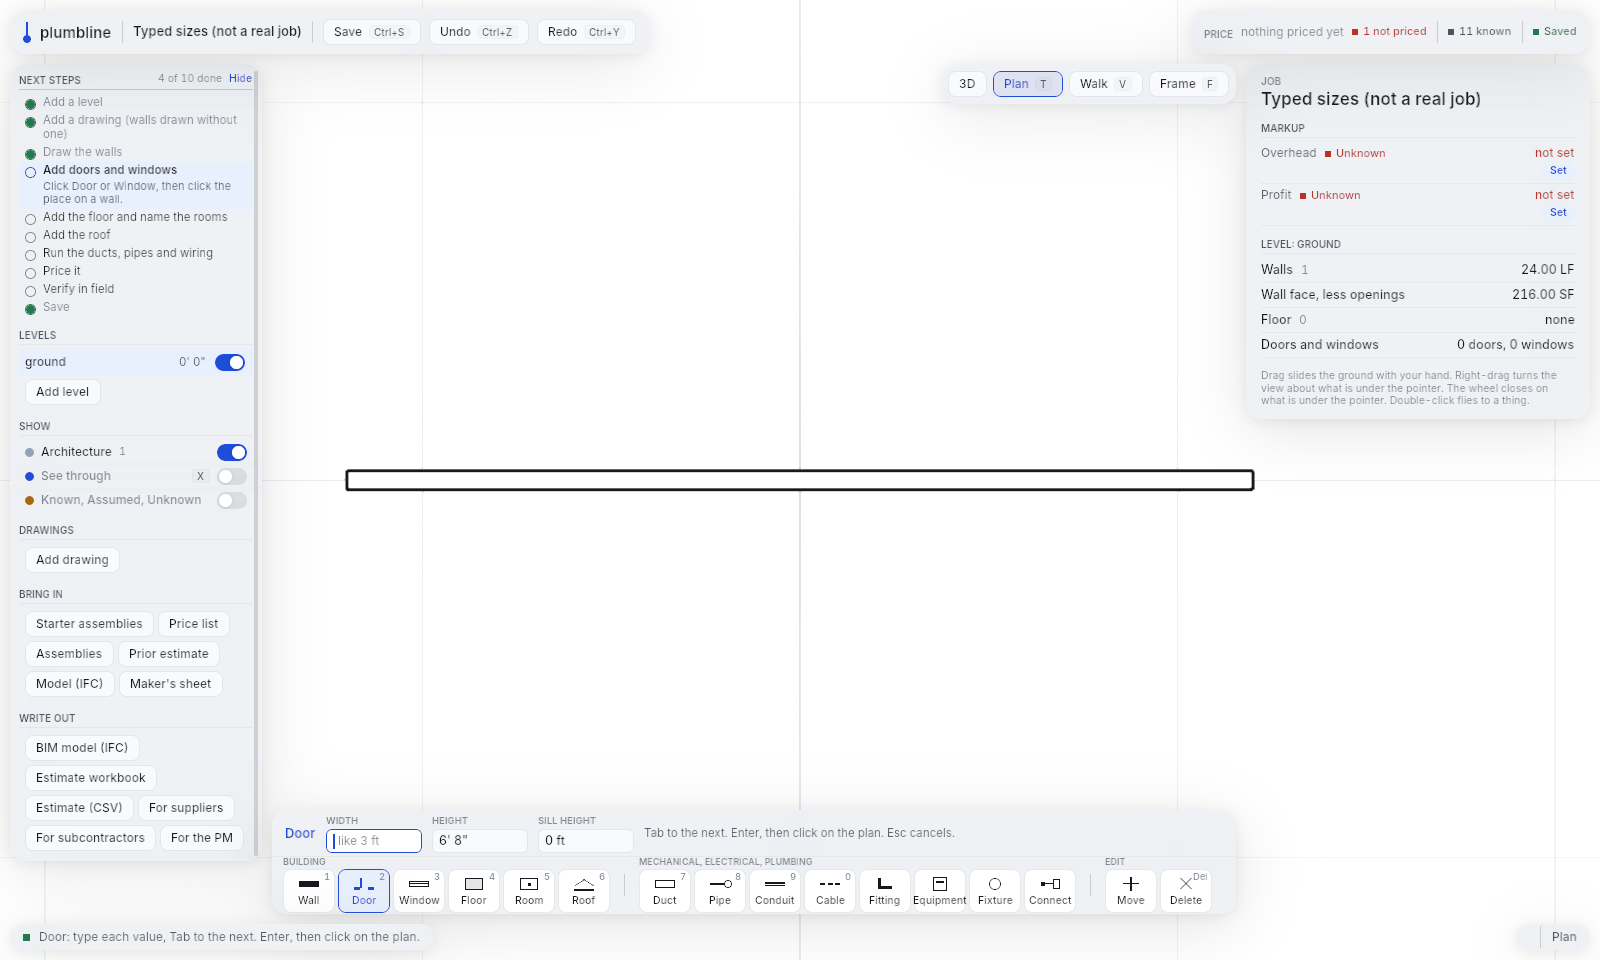 plumbline
Typed sizes (not a real job)
Save Ctrl+S
Undo Ctrl+Z
Redo Ctrl+Y
PRICE nothing priced yet 1 not priced 11 known Saved
NEXT STEPS 4 of 10 done Hide
Add a level
Add a drawing (walls drawn without
one)
Draw the walls
Add doors and windows
Click Door or Window, then click the
place on a wall.
Add the floor and name the rooms
Add the roof
Run the ducts, pipes and wiring
Price it
Verify in field
Save
LEVELS
ground 0' 0"
Add level
SHOW
Architecture 1
See through X
Known, Assumed, Unknown
DRAWINGS
Add drawing
BRING IN
Starter assemblies Price list
Assemblies Prior estimate
Model (IFC) Maker's sheet
WRITE OUT
BIM model (IFC)
Estimate workbook
Estimate (CSV) For suppliers
For subcontractors For the PM
3D Plan T Walk V Frame F
JOB
Typed sizes (not a real job)
MARKUP
Overhead Unknown not set
Set
Profit Unknown not set
Set
LEVEL: GROUND
Walls 1 24.00 LF
Wall face, less openings 216.00 SF
Floor 0 none
Doors and windows 0 doors, 0 windows
Drag slides the ground with your hand. Right-drag turns the
view about what is under the pointer. The wheel closes on
what is under the pointer. Double-click flies to a thing.
WIDTH HEIGHT SILL HEIGHT
Door like 3 ft 6' 8" 0 ft Tab to the next. Enter, then click on the plan. Esc cancels.
BUILDING MECHANICAL, ELECTRICAL, PLUMBING EDIT
1 2 3 4 5 6 7 8 9 0 Del
Wall Door Window Floor Room Roof Duct Pipe Conduit Cable Fitting Equipment Fixture Connect Move Delete
Door: type each value, Tab to the next. Enter, then click on the plan.
Plan